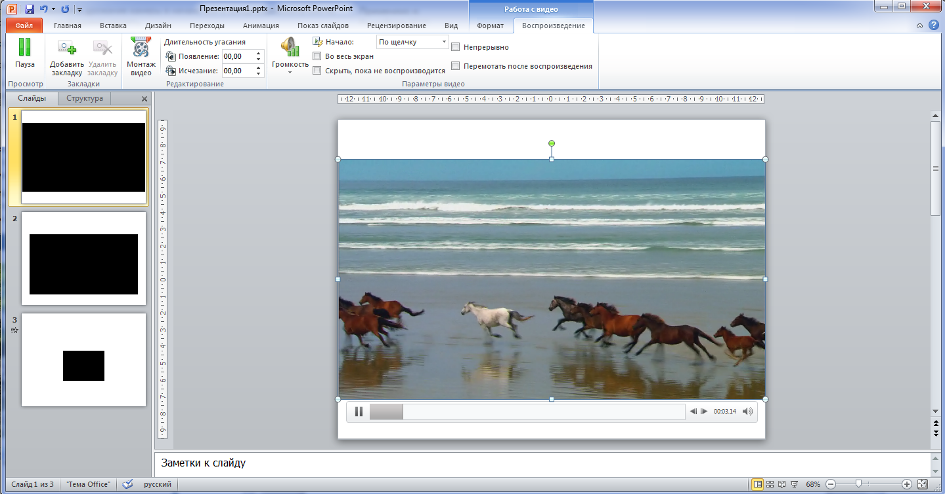 Презентация1.pptx - Microsoft PowerPoint
Работа с видео
Файл Главная Вставка Дизайн Переходы Анимация Показ слайдов Рецензирование Вид Формат Воспроизведение
Пауза
Добавить закладку
Удалить закладку
Монтаж видео
Длительность угасания
Появление: 00,00
Исчезание: 00,00
Громкость
Начало: По щелчку
Во весь экран
Скрыть, пока не воспроизводится
Непрерывно
Перемотать после воспроизведения
Просмотр Закладки Редактирование Параметры видео
Слайды Структура
1
2
3
00:03.14
Заметки к слайду
Слайд 1 из 3 "Тема Office" русский 68%